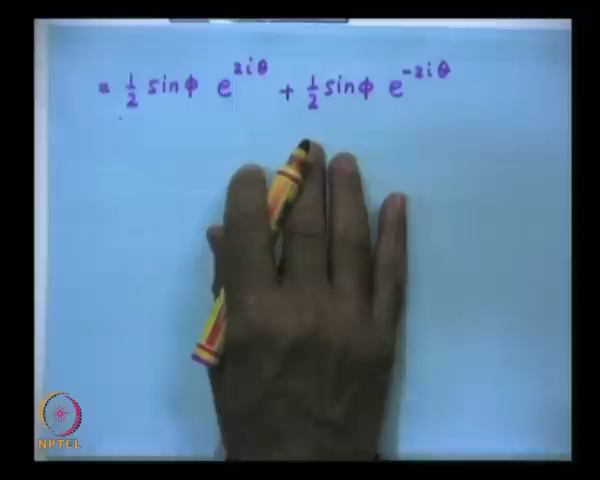 = 1/2 sinφ e^{2iθ} + 1/2 sinφ e^{-2iθ}
NPTEL